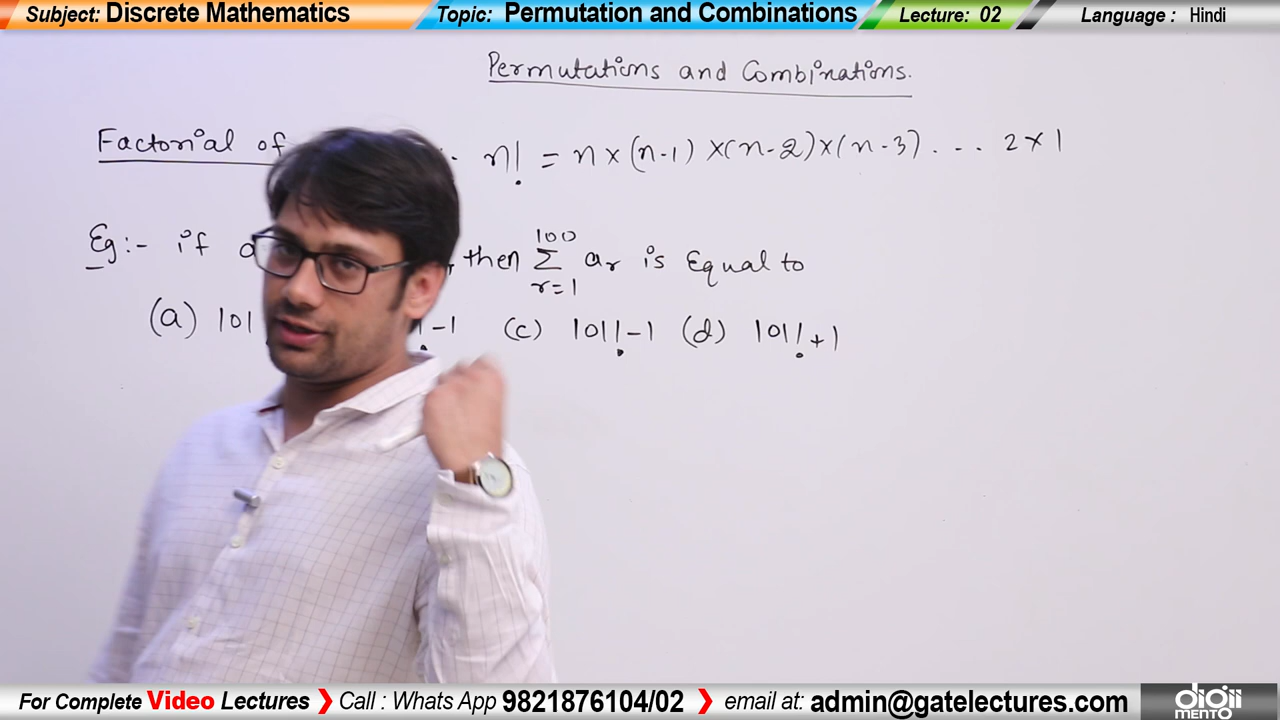 Subject: Discrete Mathematics Topic: Permutation and Combinations Lecture: 02 Language : Hindi
Permutations and Combinations.
Factorial of n! = n×(n-1)×(n-2)×(n-3). ... 2×1
Eg:- if then 100 Σ r=1 ar is Equal to
(a) 101 -1 (c) 101!-1 (d) 101!+1
For Complete Video Lectures ❯ Call : Whats App 9821876104/02 ❯ email at: admin@gatelectures.com digii MENTO